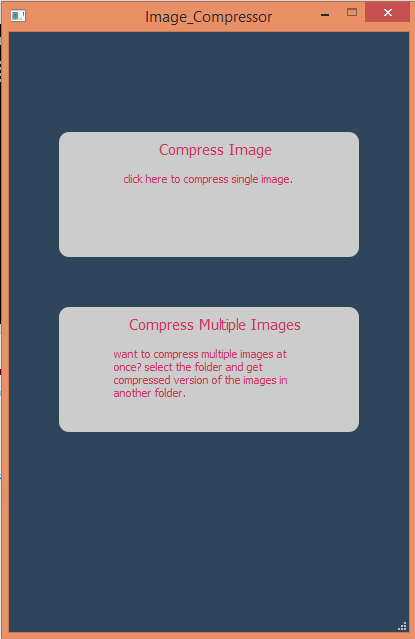 Image_Compressor
Compress Image
click here to compress single image.
Compress Multiple Images
want to compress multiple images at
once? select the folder and get
compressed version of the images in
another folder.